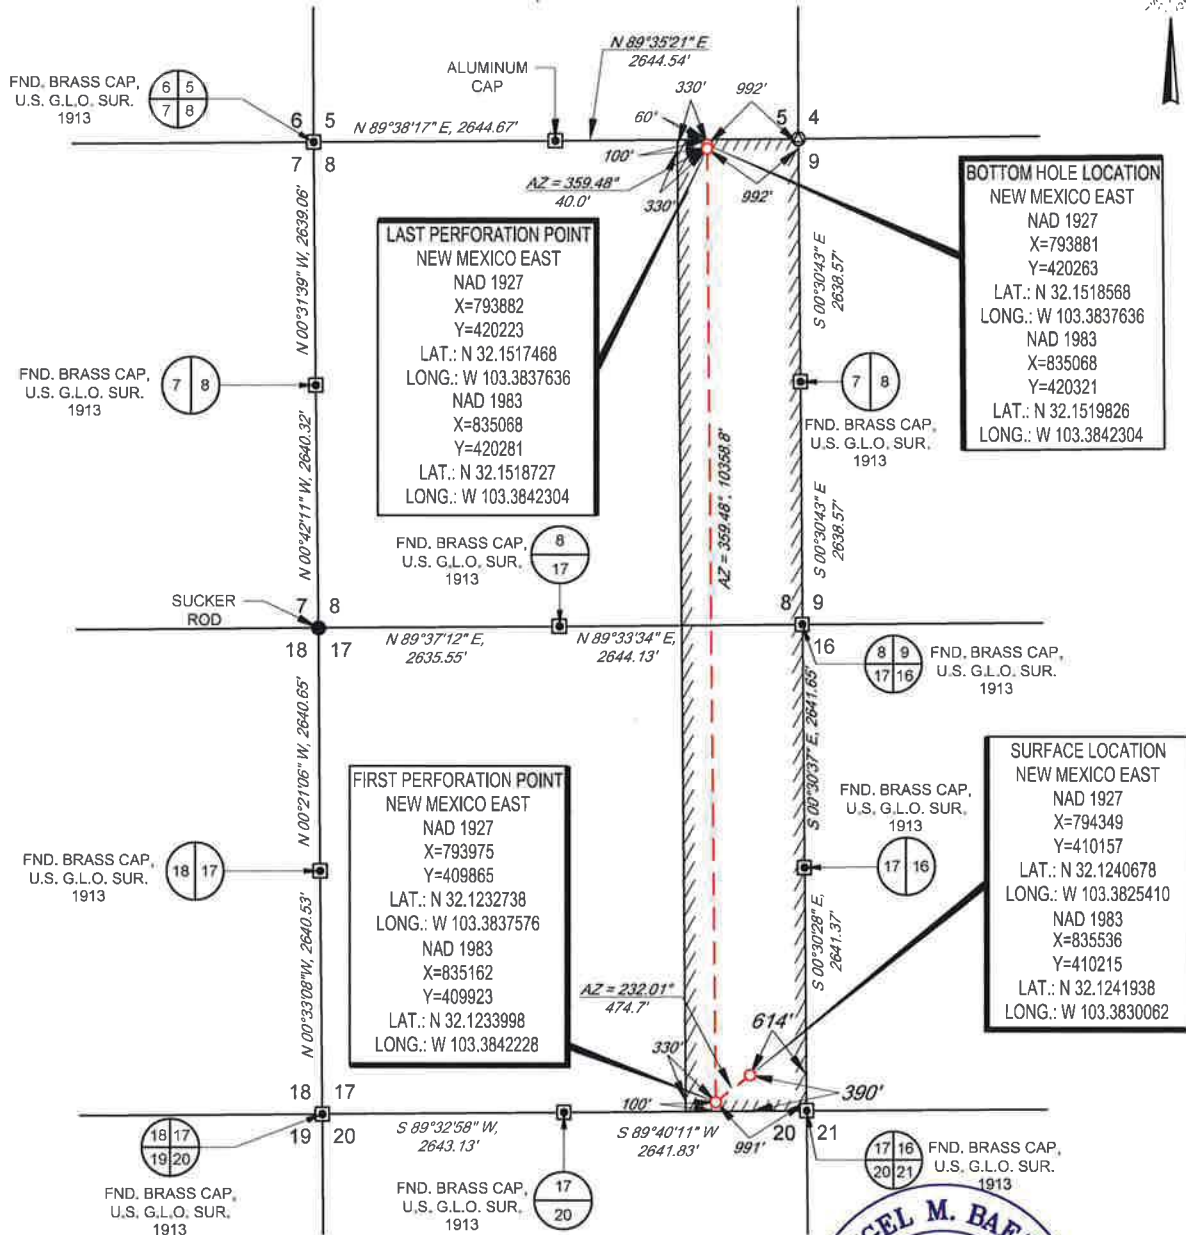 N 89°35'21" E
2644.54'
FND. BRASS CAP,
U.S. G.L.O. SUR.
1913
6 5
7 8
ALUMINUM
CAP
330'
992'
60'
6 5
7 8
N 89°38'17" E, 2644.67'
5 4
9
100'
AZ = 359.48°
40.0'
330'
992'
BOTTOM HOLE LOCATION
NEW MEXICO EAST
NAD 1927
X=793881
Y=420263
LAT.: N 32.1518568
LONG.: W 103.3837636
NAD 1983
X=835068
Y=420321
LAT.: N 32.1519826
LONG.: W 103.3842304
LAST PERFORATION POINT
NEW MEXICO EAST
NAD 1927
X=793882
Y=420223
LAT.: N 32.1517468
LONG.: W 103.3837636
NAD 1983
X=835068
Y=420281
LAT.: N 32.1518727
LONG.: W 103.3842304
N 00°31'39" W, 2639.06'
S 00°30'43" E
2638.57'
FND. BRASS CAP,
U.S. G.L.O. SUR.
1913
7 8
7 8
FND. BRASS CAP,
U.S. G.L.O. SUR.
1913
N 00°42'11" W, 2640.32'
AZ = 359.48°, 10358.8'
S 00°30'43" E
2638.57'
FND. BRASS CAP,
U.S. G.L.O. SUR.
1913
8
17
SUCKER
ROD
7 8
18 17
N 89°37'12" E,
2635.55'
N 89°33'34" E,
2644.13'
8 9
16
8 9
17 16
FND. BRASS CAP,
U.S. G.L.O. SUR.
1913
N 00°21'06" W, 2640.65'
S 00°30'37" E, 2641.65'
FIRST PERFORATION POINT
NEW MEXICO EAST
NAD 1927
X=793975
Y=409865
LAT.: N 32.1232738
LONG.: W 103.3837576
NAD 1983
X=835162
Y=409923
LAT.: N 32.1233998
LONG.: W 103.3842228
SURFACE LOCATION
NEW MEXICO EAST
NAD 1927
X=794349
Y=410157
LAT.: N 32.1240678
LONG.: W 103.3825410
NAD 1983
X=835536
Y=410215
LAT.: N 32.1241938
LONG.: W 103.3830062
FND. BRASS CAP,
U.S. G.L.O. SUR.
1913
18 17
FND. BRASS CAP,
U.S. G.L.O. SUR.
1913
17 16
N 00°33'08" W, 2640.53'
S 00°30'28" E,
2641.37'
AZ = 232.01°
474.7'
614'
330'
390'
100'
991'
18 17
19 20
S 89°32'58" W,
2643.13'
S 89°40'11" W
2641.83'
20 21
18 17
19 20
FND. BRASS CAP,
U.S. G.L.O. SUR.
1913
FND. BRASS CAP,
U.S. G.L.O. SUR.
1913
17
20
17 16
20 21
FND. BRASS CAP,
U.S. G.L.O. SUR.
1913
M.